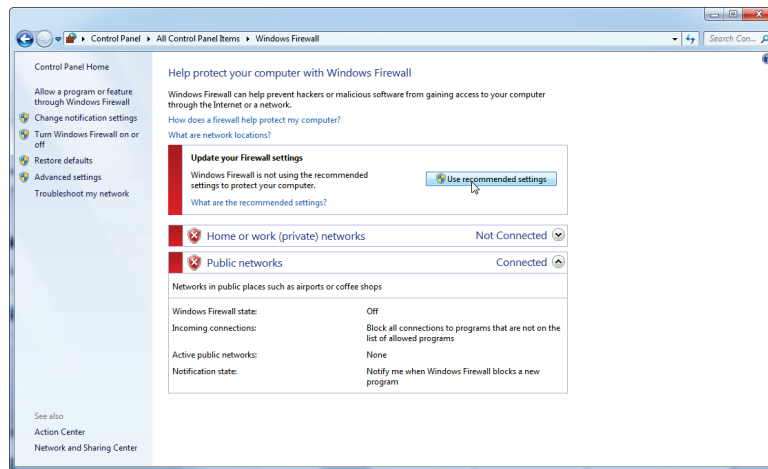 Control Panel ▸ All Control Panel Items ▸ Windows Firewall
Search Con...
Control Panel Home
Allow a program or feature
through Windows Firewall
Change notification settings
Turn Windows Firewall on or
off
Restore defaults
Advanced settings
Troubleshoot my network
See also
Action Center
Network and Sharing Center
Help protect your computer with Windows Firewall
Windows Firewall can help prevent hackers or malicious software from gaining access to your computer
through the Internet or a network.
How does a firewall help protect my computer?
What are network locations?
Update your Firewall settings
Windows Firewall is not using the recommended
settings to protect your computer.
Use recommended settings
What are the recommended settings?
Home or work (private) networks Not Connected
Public networks Connected
Networks in public places such as airports or coffee shops
Windows Firewall state: Off
Incoming connections: Block all connections to programs that are not on the
list of allowed programs
Active public networks: None
Notification state: Notify me when Windows Firewall blocks a new
program